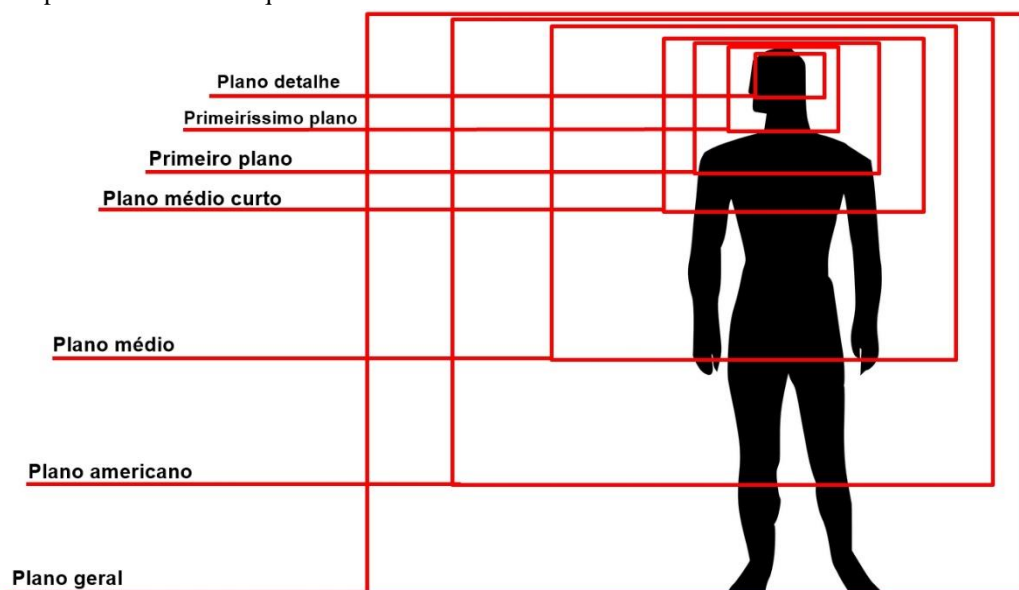 Plano detalhe
Primeiríssimo plano
Primeiro plano
Plano médio curto
Plano médio
Plano americano
Plano geral